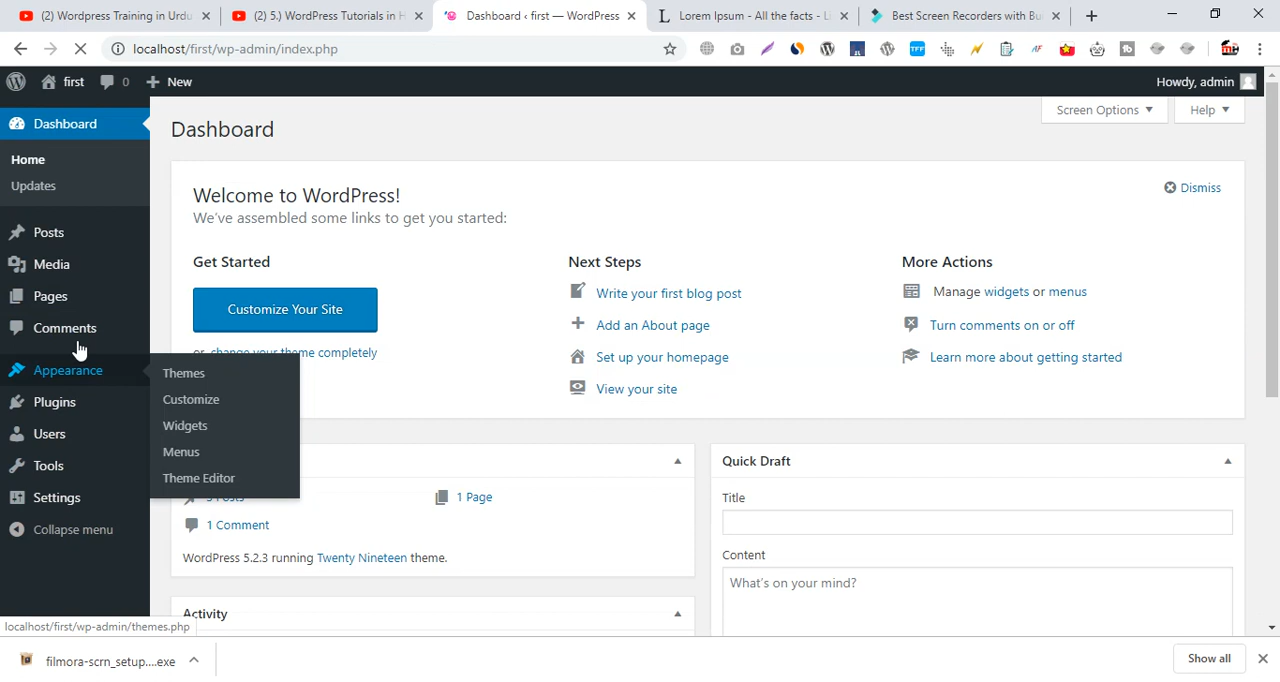 (2) WordPress Training in Urdu
(2) 5.) WordPress Tutorials in H
Dashboard ‹ first — WordPress
Lorem Ipsum - All the facts - Li
Best Screen Recorders with Bu
localhost/first/wp-admin/index.php
first
0
New
Howdy, admin
Dashboard
Home
Updates
Posts
Media
Pages
Comments
Appearance
Plugins
Users
Tools
Settings
Collapse menu
Themes
Customize
Widgets
Menus
Theme Editor
Screen Options
Help
Dashboard
Welcome to WordPress!
We've assembled some links to get you started:
Dismiss
Get Started
Customize Your Site
or, change your theme completely
Next Steps
Write your first blog post
Add an About page
Set up your homepage
View your site
More Actions
Manage widgets or menus
Turn comments on or off
Learn more about getting started
1 Page
1 Comment
WordPress 5.2.3 running Twenty Nineteen theme.
Activity
Quick Draft
Title
Content
What's on your mind?
localhost/first/wp-admin/themes.php
filmora-scrn_setup....exe
Show all